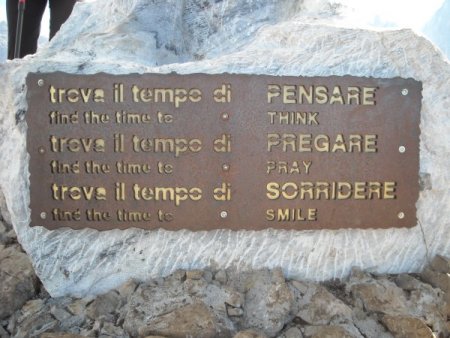 trova il tempo di PENSARE
find the time to THINK
trova il tempo di PREGARE
find the time to PRAY
trova il tempo di SORRIDERE
find the time to SMILE